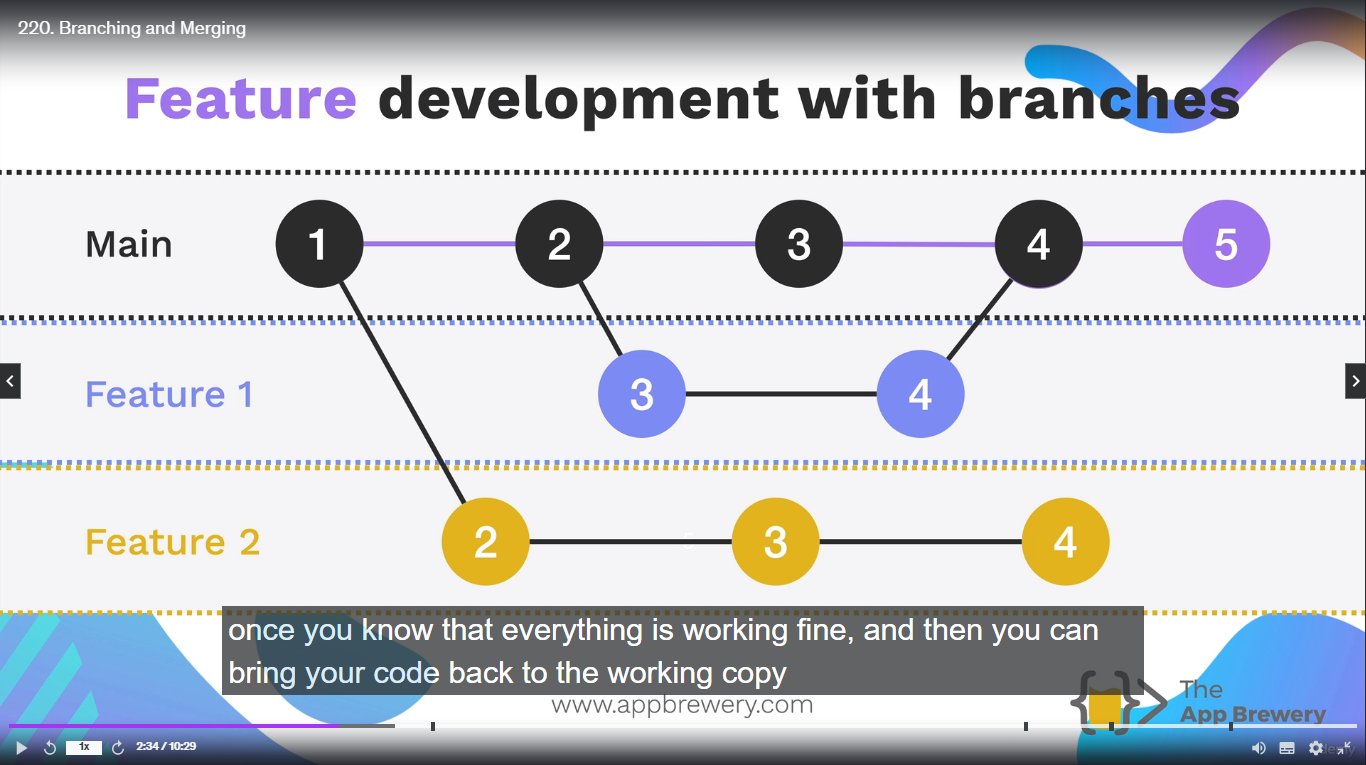 220. Branching and Merging
Feature development with branches
Main 1 2 3 4 5
Feature 1 3 4
Feature 2 2 5 3 4
once you know that everything is working fine, and then you can
bring your code back to the working copy
www.appbrewery.com
The
App Brewery
1x 2:34 / 10:29